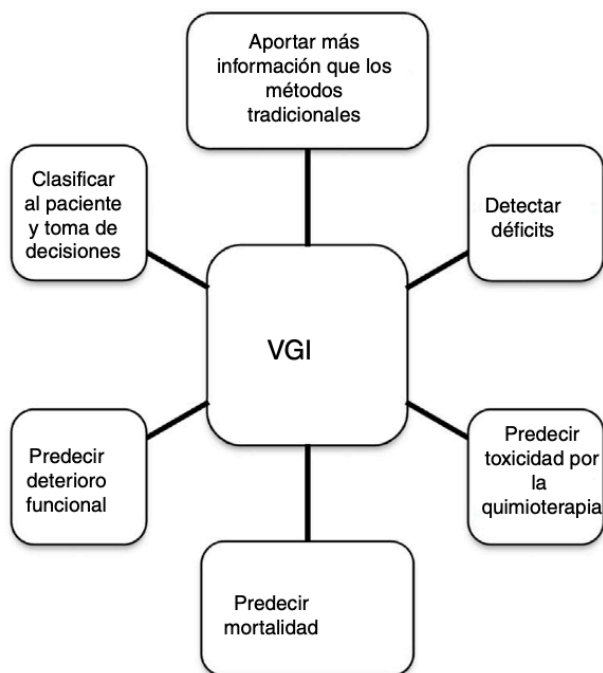 Aportar más
información que los
métodos
tradicionales
Clasificar
al paciente
y toma de
decisiones
Detectar
déficits
VGI
Predecir
deterioro
funcional
Predecir
toxicidad por
la
quimioterapia
Predecir
mortalidad